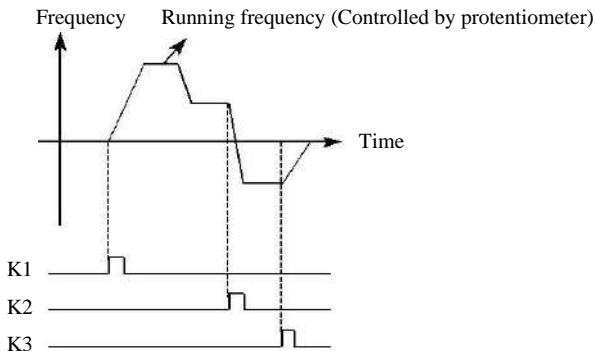 Frequency
Running frequency (Controlled by protentiometer)
Time
K1
K2
K3